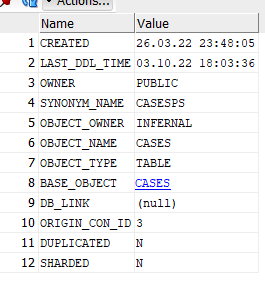 Actions...
Name Value
1 CREATED 26.03.22 23:48:05
2 LAST_DDL_TIME 03.10.22 18:03:36
3 OWNER PUBLIC
4 SYNONYM_NAME CASESPS
5 OBJECT_OWNER INFERNAL
6 OBJECT_NAME CASES
7 OBJECT_TYPE TABLE
8 BASE_OBJECT CASES
9 DB_LINK (null)
10 ORIGIN_CON_ID 3
11 DUPLICATED N
12 SHARDED N